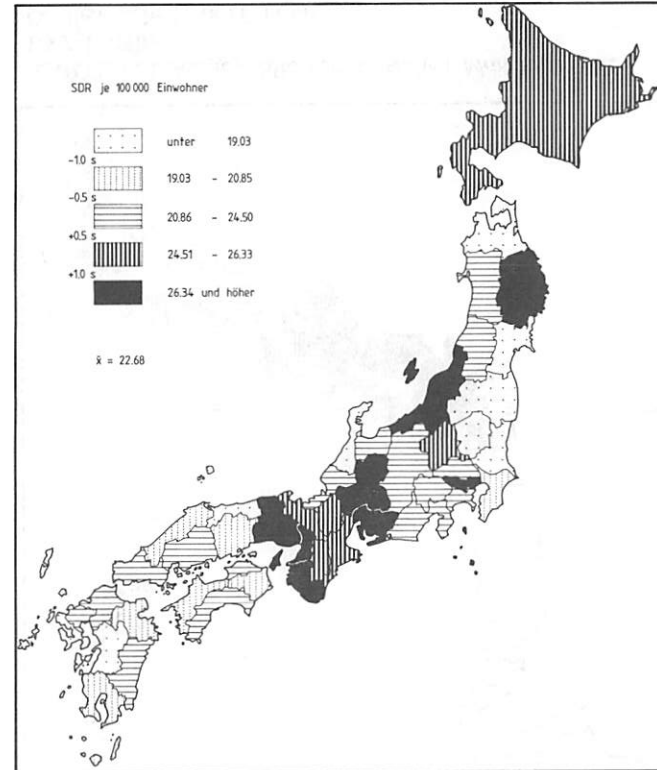 SDR je 100 000 Einwohner
unter 19.03
-1.0 s
19.03 - 20.85
-0.5 s
20.86 - 24.50
+0.5 s
24.51 - 26.33
+1.0 s
26.34 und höher
x̄ = 22.68